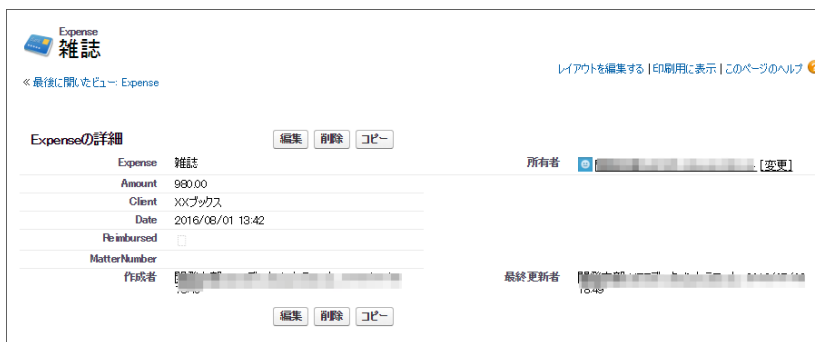 Expense
雑誌
レイアウトを編集する | 印刷用に表示 | このページのヘルプ
« 最後に開いたビュー: Expense
Expenseの詳細 編集 削除 コピー
Expense 雑誌 所有者 [変更]
Amount 980.00
Client XXブックス
Date 2016/08/01 13:42
Reimbursed
MatterNumber
作成者 最終更新者
18:49
編集 削除 コピー